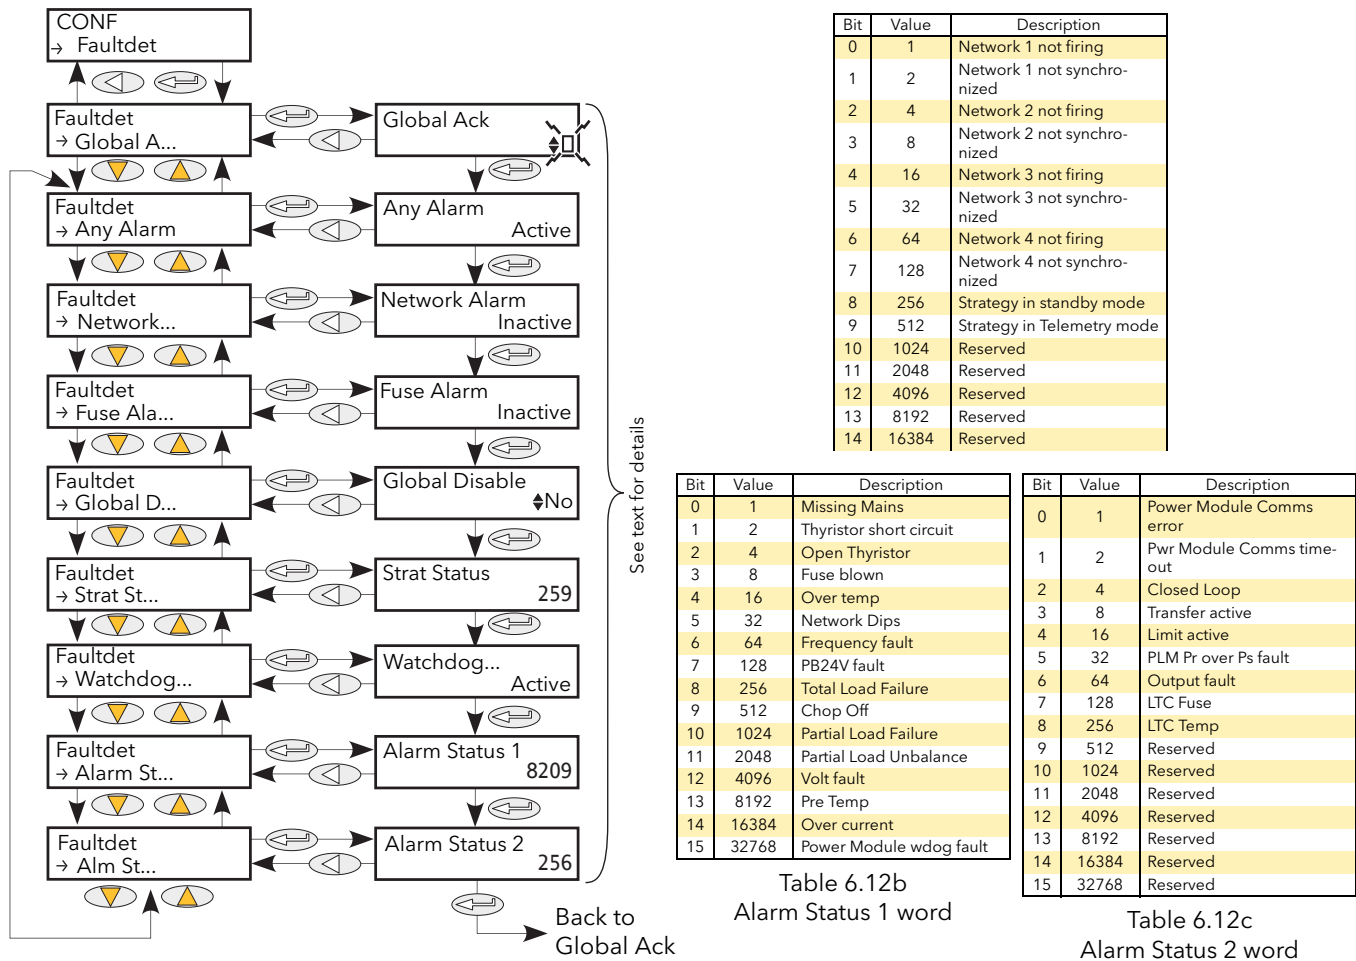 CONF
→ Faultdet
Faultdet
→ Global A...
Global Ack
Faultdet
→ Any Alarm
Any Alarm
Active
Faultdet
→ Network...
Network Alarm
Inactive
Faultdet
→ Fuse Ala...
Fuse Alarm
Inactive
Faultdet
→ Global D...
Global Disable
No
Faultdet
→ Strat St...
Strat Status
259
Faultdet
→ Watchdog...
Watchdog...
Active
Faultdet
→ Alarm St...
Alarm Status 1
8209
Faultdet
→ Alm St...
Alarm Status 2
256
Back to
Global Ack
See text for details
Bit Value Description
0 1 Network 1 not firing
1 2 Network 1 not synchro-
nized
2 4 Network 2 not firing
3 8 Network 2 not synchro-
nized
4 16 Network 3 not firing
5 32 Network 3 not synchro-
nized
6 64 Network 4 not firing
7 128 Network 4 not synchro-
nized
8 256 Strategy in standby mode
9 512 Strategy in Telemetry mode
10 1024 Reserved
11 2048 Reserved
12 4096 Reserved
13 8192 Reserved
14 16384 Reserved
Bit Value Description
0 1 Missing Mains
1 2 Thyristor short circuit
2 4 Open Thyristor
3 8 Fuse blown
4 16 Over temp
5 32 Network Dips
6 64 Frequency fault
7 128 PB24V fault
8 256 Total Load Failure
9 512 Chop Off
10 1024 Partial Load Failure
11 2048 Partial Load Unbalance
12 4096 Volt fault
13 8192 Pre Temp
14 16384 Over current
15 32768 Power Module wdog fault
Table 6.12b
Alarm Status 1 word
Bit Value Description
0 1 Power Module Comms
error
1 2 Pwr Module Comms time-
out
2 4 Closed Loop
3 8 Transfer active
4 16 Limit active
5 32 PLM Pr over Ps fault
6 64 Output fault
7 128 LTC Fuse
8 256 LTC Temp
9 512 Reserved
10 1024 Reserved
11 2048 Reserved
12 4096 Reserved
13 8192 Reserved
14 16384 Reserved
15 32768 Reserved
Table 6.12c
Alarm Status 2 word